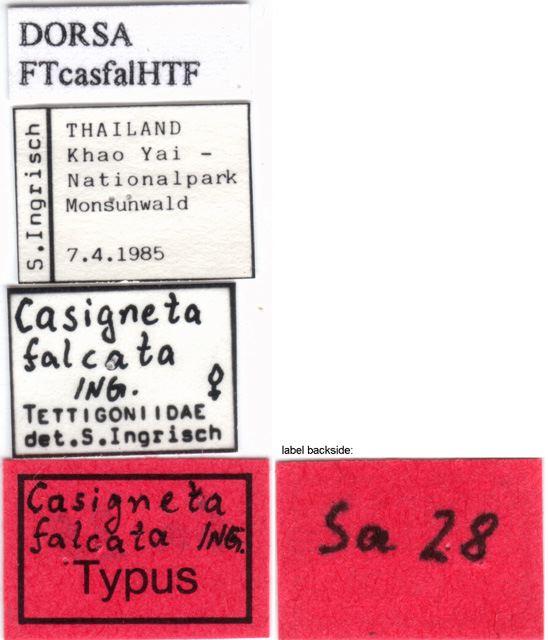 DORSA
FTcasfalHTF
S.Ingrisch
THAILAND
Khao Yai -
Nationalpark
Monsunwald
7.4.1985
Casigneta
falcata
ING. ♀
TETTIGONIIDAE
det.S.Ingrisch
label backside:
Casigneta
falcata ING.
Typus
Sa 28